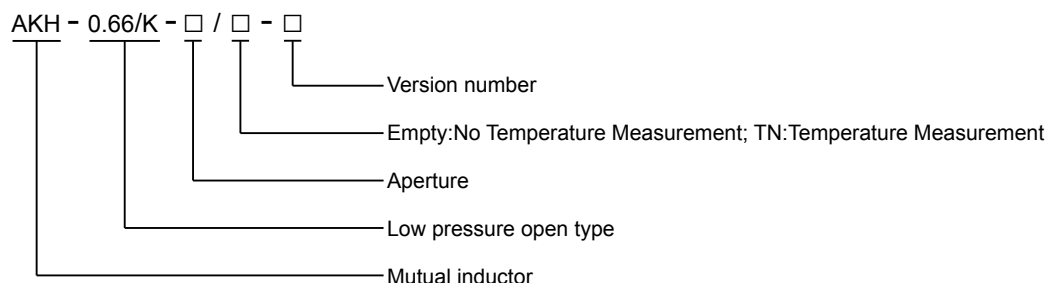 AKH - 0.66/K - □ / □ - □
Version number
Empty:No Temperature Measurement; TN:Temperature Measurement
Aperture
Low pressure open type
Mutual inductor